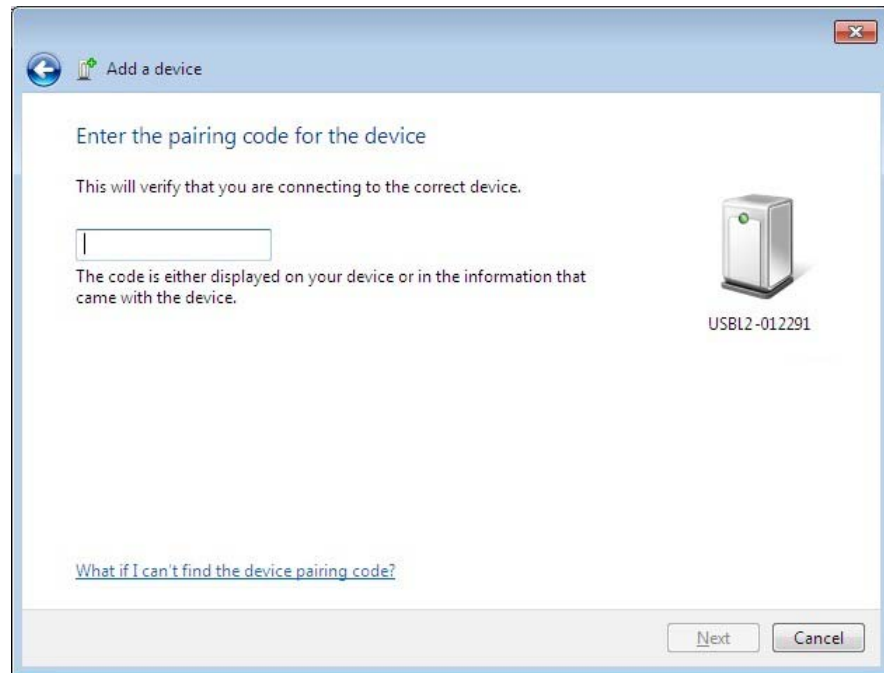 Add a device
Enter the pairing code for the device
This will verify that you are connecting to the correct device.
The code is either displayed on your device or in the information that
came with the device.
USBL2-012291
What if I can't find the device pairing code?
Next
Cancel